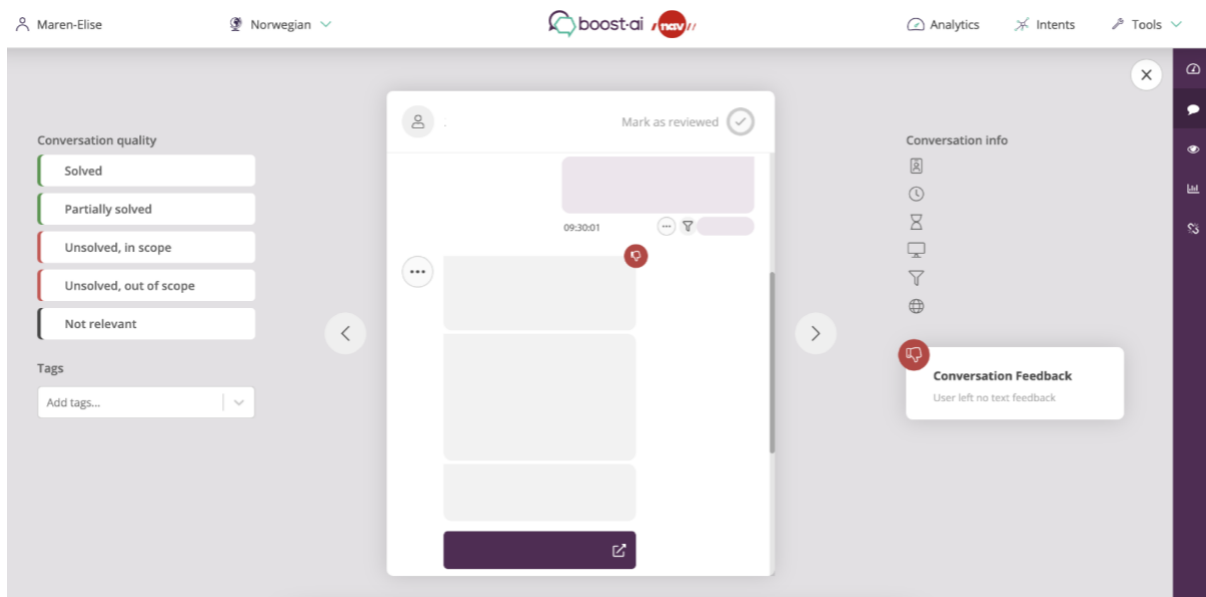 Maren-Elise
Norwegian
boost·ai nav
Analytics
Intents
Tools
Conversation quality
Solved
Partially solved
Unsolved, in scope
Unsolved, out of scope
Not relevant
Tags
Add tags...
Mark as reviewed
09:30:01
Conversation info
Conversation Feedback
User left no text feedback